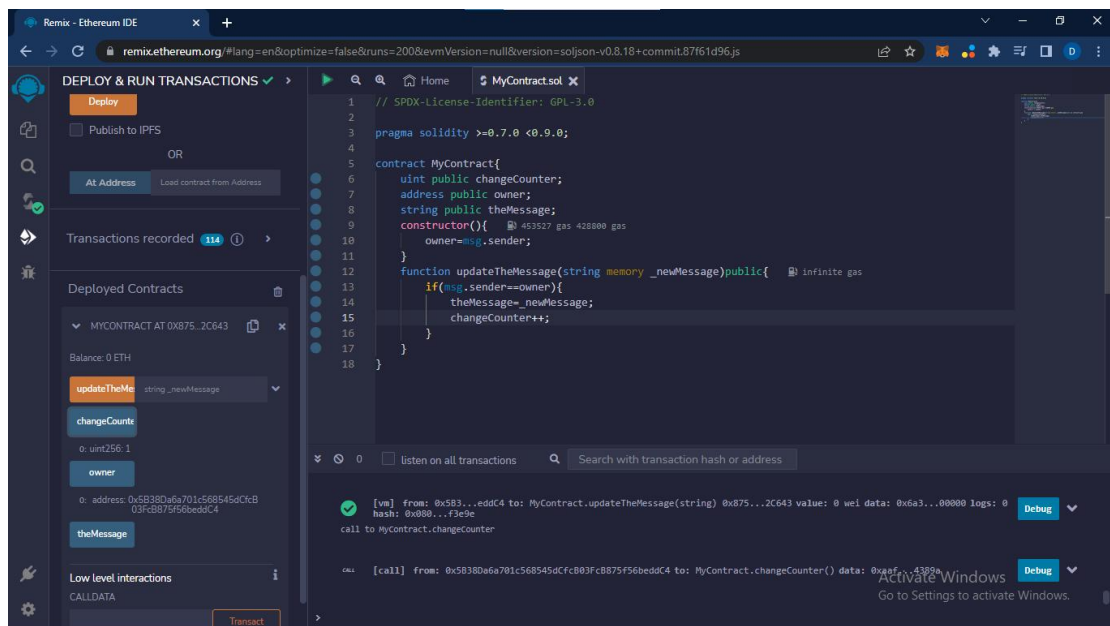 Remix - Ethereum IDE
remix.ethereum.org/#lang=en&optimize=false&runs=200&evmVersion=null&version=soljson-v0.8.18+commit.87f61d96.js
D
DEPLOY & RUN TRANSACTIONS
Deploy
Publish to IPFS
OR
At Address Load contract from Address
Transactions recorded 114
Deployed Contracts
MYCONTRACT AT 0X875...2C643
Balance: 0 ETH
updateTheMe string _newMessage
changeCounte
0: uint256: 1
owner
0: address: 0x5B38Da6a701c568545dCfcB
03FcB875f56beddC4
theMessage
Low level interactions
CALLDATA
Transact
Home MyContract.sol
1 // SPDX-License-Identifier: GPL-3.0
2
3 pragma solidity >=0.7.0 <0.9.0;
4
5 contract MyContract{
6 uint public changeCounter;
7 address public owner;
8 string public theMessage;
9 constructor(){ 453527 gas 428800 gas
10 owner=msg.sender;
11 }
12 function updateTheMessage(string memory _newMessage)public{ infinite gas
13 if(msg.sender==owner){
14 theMessage=_newMessage;
15 changeCounter++;
16 }
17 }
18 }
0 listen on all transactions Search with transaction hash or address
[vm] from: 0x5B3...eddC4 to: MyContract.updateTheMessage(string) 0x875...2C643 value: 0 wei data: 0x6a3...00000 logs: 0
hash: 0x080...f3e9e
Debug
call to MyContract.changeCounter
CALL [call] from: 0x5B38Da6a701c568545dCfcB03FcB875f56beddC4 to: MyContract.changeCounter() data: Debug
Activate Windows
Go to Settings to activate Windows.